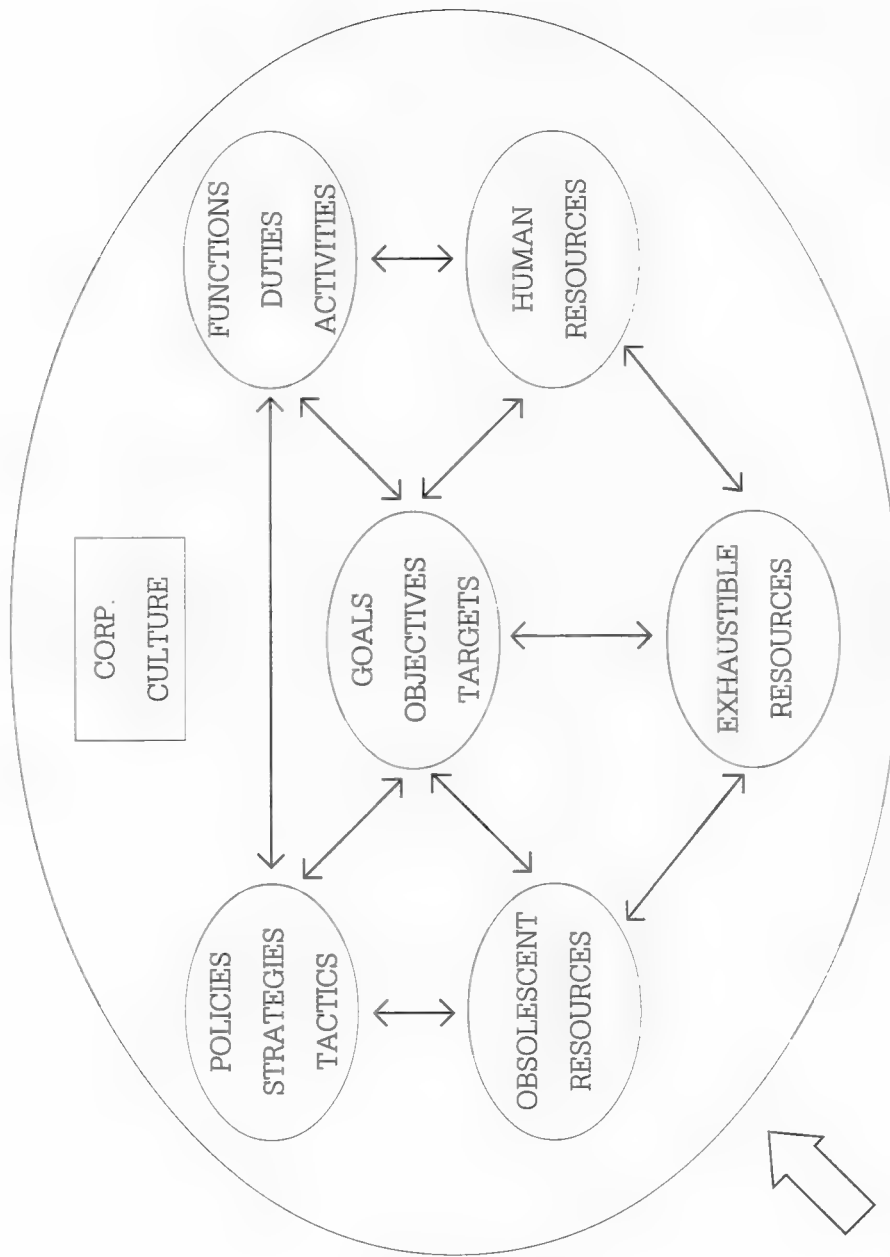 CORP.
CULTURE
POLICIES
STRATEGIES
TACTICS
FUNCTIONS
DUTIES
ACTIVITIES
GOALS
OBJECTIVES
TARGETS
OBSOLESCENT
RESOURCES
HUMAN
RESOURCES
EXHAUSTIBLE
RESOURCES